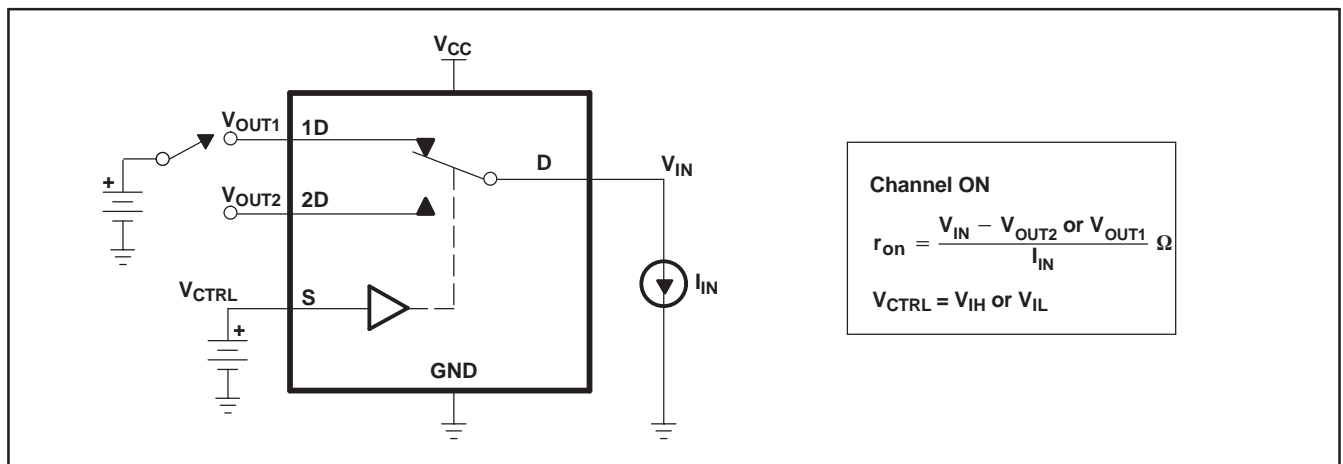 VCC
VOUT1 1D
D
VIN
+
VOUT2 2D
VCTRL S
+
IIN
GND
Channel ON
ron = VIN − VOUT2 or VOUT1 / IIN Ω
VCTRL = VIH or VIL